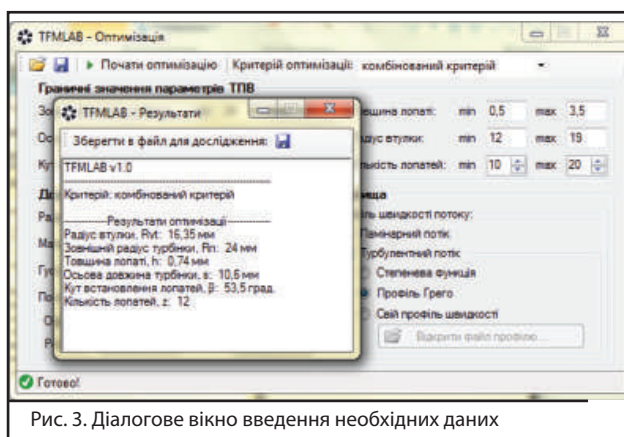 TFMLAB - Оптимізація
Почати оптимізацію Критерій оптимізації: комбінований критерій
Граничні значення параметрів ТПВ
TFMLAB - Результати
min 0,5 max 3,5
Зберегти в файл для дослідження:
втулки: min 12 max 19
TFMLAB v1.0
лопатей: min 10 max 20
Критерій: комбінований критерій
----------Результати оптимізації----------
швидкості потоку:
Радіус втулки, Rvt: 16,35 мм
Ламінарний потік
Зовнішній радіус турбінки, Rn: 24 мм
Турбулентний потік
Товщина лопаті, h: 0,74 мм
Степенева функція
Осьова довжина турбінки, s: 10,6 мм
Профіль Грего
Кут встановлення лопатей, β: 53,5 град.
Свій профіль швидкості
Кількість лопатей, z: 12
Відкрити файл профілю...
Готово!
Рис. 3. Діалогове вікно введення необхідних даних